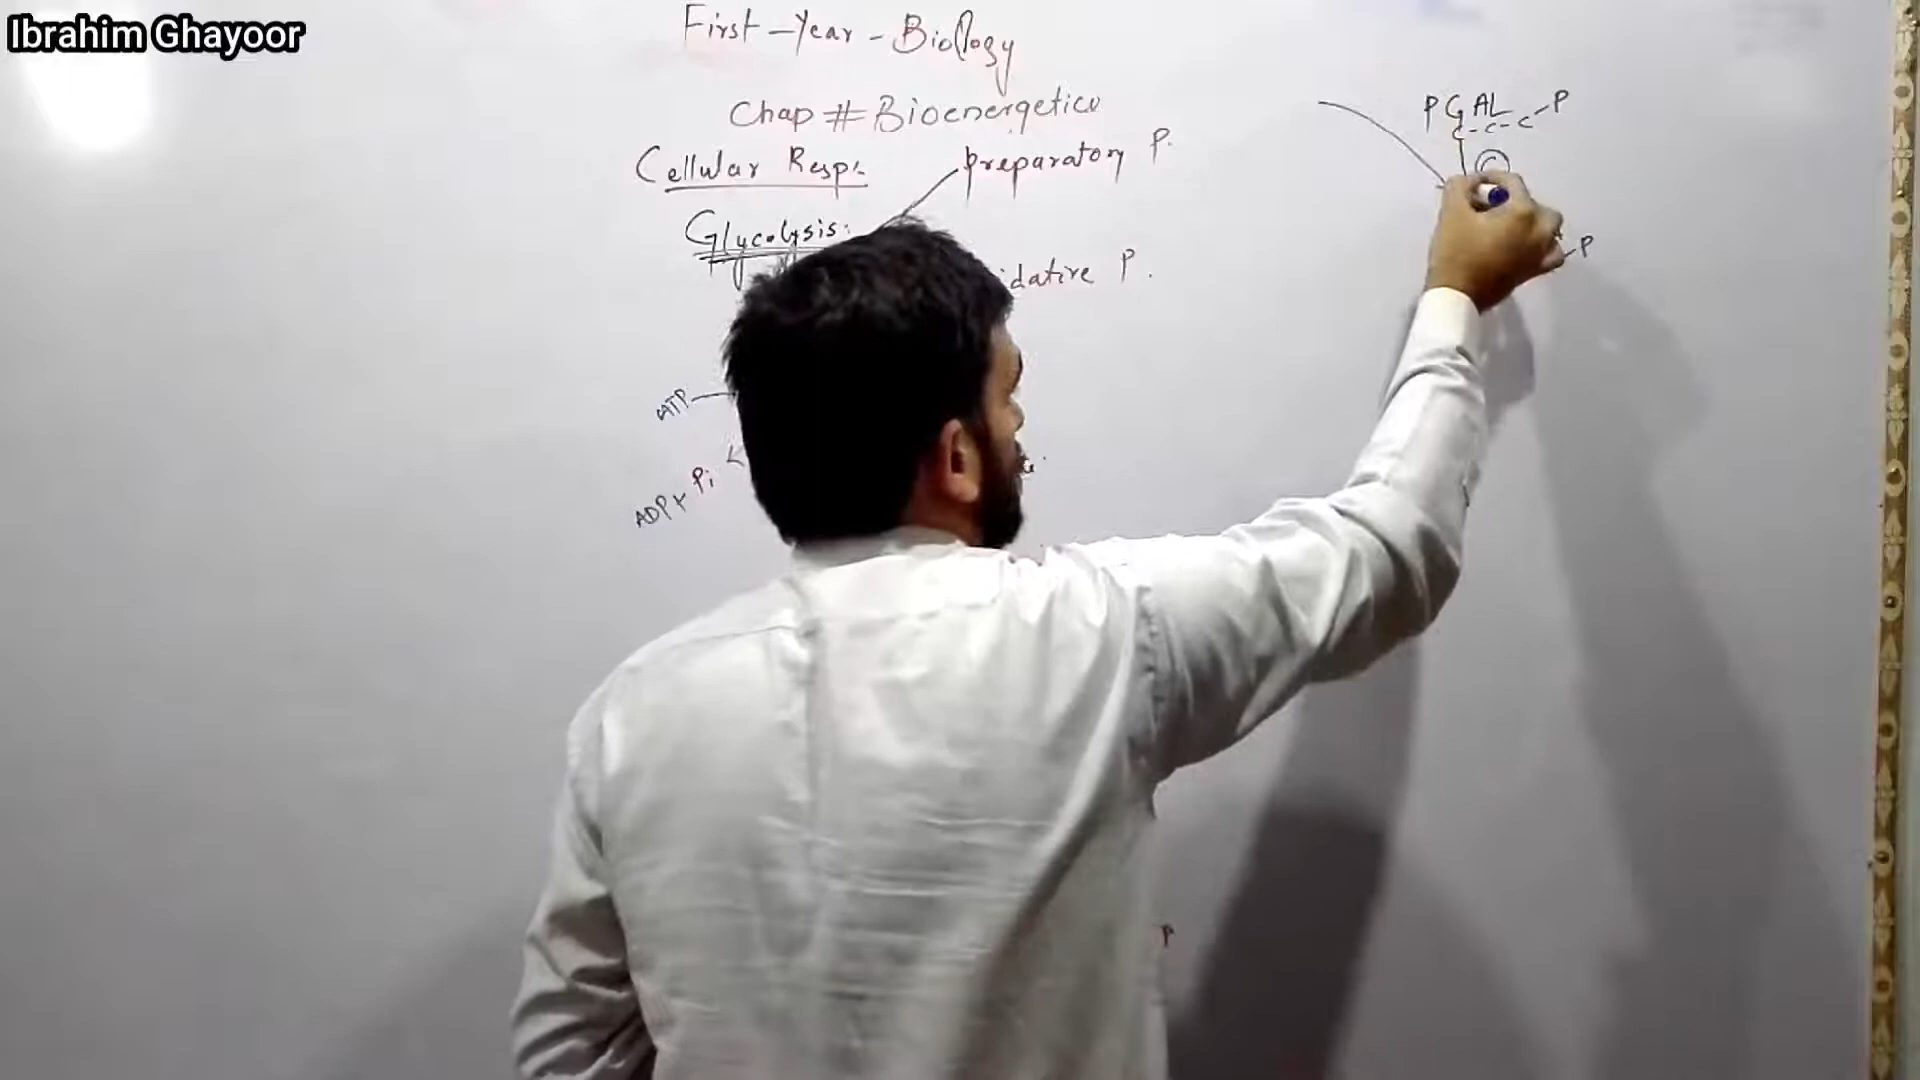 Ibrahim Ghayoor
First-Year-Biology
Chap # Bioenergetics
Cellular Resp:
preparatory P.
Glycolysis:
idative P.
ATP
ADP+ Pi
PGAL
C-C-C-P
P
P